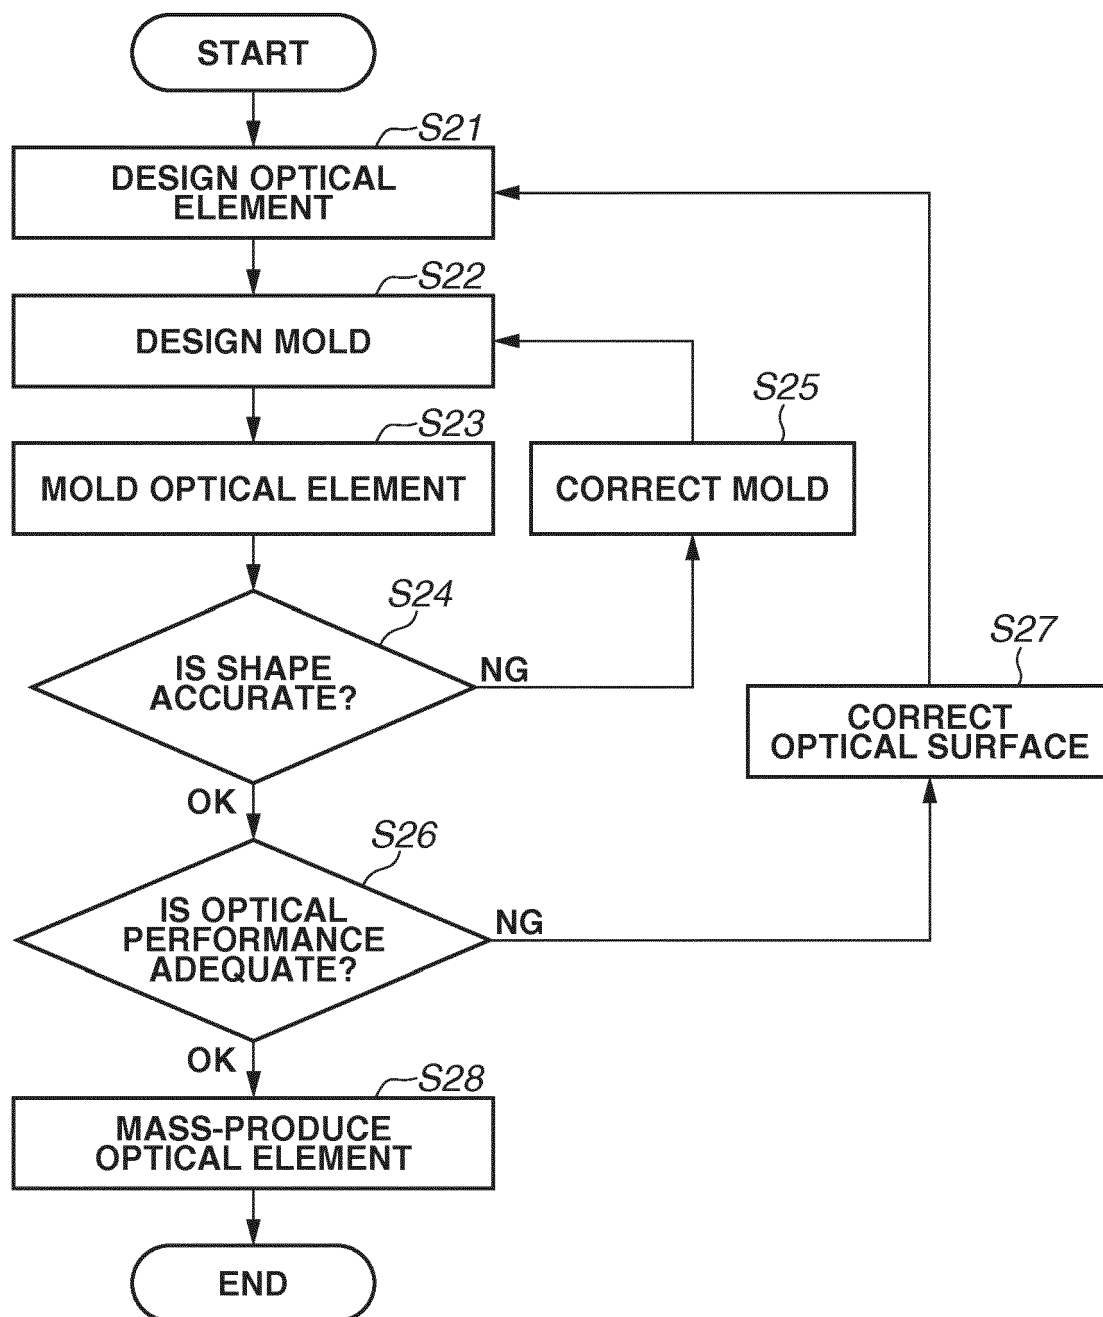 START
S21
DESIGN OPTICAL
ELEMENT
S22
DESIGN MOLD
S23
MOLD OPTICAL ELEMENT
S25
CORRECT MOLD
S24
IS SHAPE
ACCURATE?
NG
OK
S27
CORRECT
OPTICAL SURFACE
S26
IS OPTICAL
PERFORMANCE
ADEQUATE?
NG
OK
S28
MASS-PRODUCE
OPTICAL ELEMENT
END